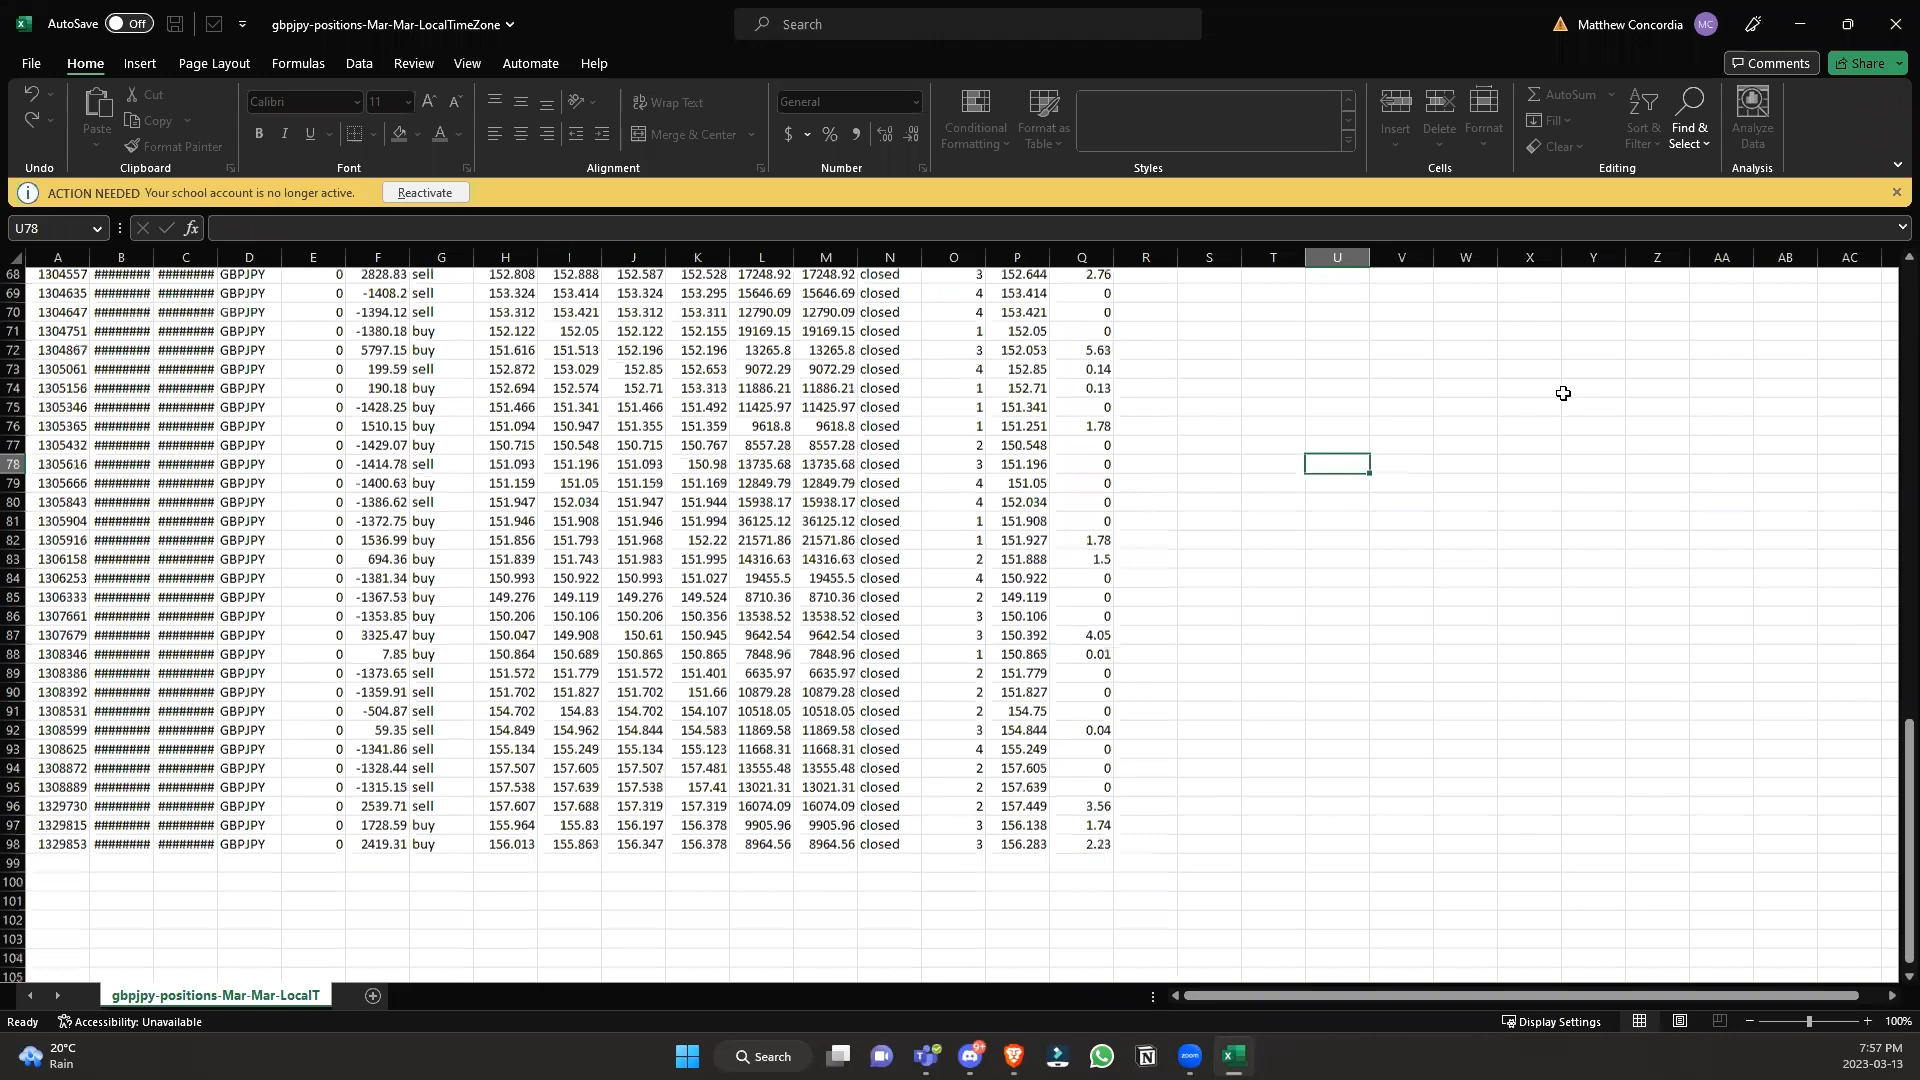 AutoSave Off gbpjpy-positions-Mar-Mar-LocalTimeZone Search Matthew Concordia MC
File Home Insert Page Layout Formulas Data Review View Automate Help Comments Share
Cut Calibri 11 Wrap Text General AutoSum
Paste Copy Conditional Format as Insert Delete Format Fill Sort & Find & Analyze
Format Painter B I U Merge & Center $ % Formatting Table Clear Filter Select Data
Undo Clipboard Font Alignment Number Styles Cells Editing Analysis
ACTION NEEDED Your school account is no longer active. Reactivate
U78 fx
A B C D E F G H I J K L M N O P Q R S T U V W X Y Z AA AB AC
68 1304557 ######## ######## GBPJPY 0 2828.83 sell 152.808 152.888 152.587 152.528 17248.92 17248.92 closed 3 152.644 2.76
69 1304635 ######## ######## GBPJPY 0 -1408.2 sell 153.324 153.414 153.324 153.295 15646.69 15646.69 closed 4 153.414 0
70 1304647 ######## ######## GBPJPY 0 -1394.12 sell 153.312 153.421 153.312 153.311 12790.09 12790.09 closed 4 153.421 0
71 1304751 ######## ######## GBPJPY 0 -1380.18 buy 152.122 152.05 152.122 152.155 19169.15 19169.15 closed 1 152.05 0
72 1304867 ######## ######## GBPJPY 0 5797.15 buy 151.616 151.513 152.196 152.196 13265.8 13265.8 closed 3 152.053 5.63
73 1305061 ######## ######## GBPJPY 0 199.59 sell 152.872 153.029 152.85 152.653 9072.29 9072.29 closed 4 152.85 0.14
74 1305156 ######## ######## GBPJPY 0 190.18 buy 152.694 152.574 152.71 153.313 11886.21 11886.21 closed 1 152.71 0.13
75 1305346 ######## ######## GBPJPY 0 -1428.25 buy 151.466 151.341 151.466 151.492 11425.97 11425.97 closed 1 151.341 0
76 1305365 ######## ######## GBPJPY 0 1510.15 buy 151.094 150.947 151.355 151.359 9618.8 9618.8 closed 1 151.251 1.78
77 1305432 ######## ######## GBPJPY 0 -1429.07 buy 150.715 150.548 150.715 150.767 8557.28 8557.28 closed 2 150.548 0
78 1305616 ######## ######## GBPJPY 0 -1414.78 sell 151.093 151.196 151.093 150.98 13735.68 13735.68 closed 3 151.196 0
79 1305666 ######## ######## GBPJPY 0 -1400.63 buy 151.159 151.05 151.159 151.169 12849.79 12849.79 closed 4 151.05 0
80 1305843 ######## ######## GBPJPY 0 -1386.62 sell 151.947 152.034 151.947 151.944 15938.17 15938.17 closed 4 152.034 0
81 1305904 ######## ######## GBPJPY 0 -1372.75 buy 151.946 151.908 151.946 151.994 36125.12 36125.12 closed 1 151.908 0
82 1305916 ######## ######## GBPJPY 0 1536.99 buy 151.856 151.793 151.968 152.22 21571.86 21571.86 closed 1 151.927 1.78
83 1306158 ######## ######## GBPJPY 0 694.36 buy 151.839 151.743 151.983 151.995 14316.63 14316.63 closed 2 151.888 1.5
84 1306253 ######## ######## GBPJPY 0 -1381.34 buy 150.993 150.922 150.993 151.027 19455.5 19455.5 closed 4 150.922 0
85 1306333 ######## ######## GBPJPY 0 -1367.53 buy 149.276 149.119 149.276 149.524 8710.36 8710.36 closed 2 149.119 0
86 1307661 ######## ######## GBPJPY 0 -1353.85 buy 150.206 150.106 150.206 150.356 13538.52 13538.52 closed 3 150.106 0
87 1307679 ######## ######## GBPJPY 0 3325.47 buy 150.047 149.908 150.61 150.945 9642.54 9642.54 closed 3 150.392 4.05
88 1308346 ######## ######## GBPJPY 0 7.85 buy 150.864 150.689 150.865 150.865 7848.96 7848.96 closed 1 150.865 0.01
89 1308386 ######## ######## GBPJPY 0 -1373.65 sell 151.572 151.779 151.572 151.401 6635.97 6635.97 closed 2 151.779 0
90 1308392 ######## ######## GBPJPY 0 -1359.91 sell 151.702 151.827 151.702 151.66 10879.28 10879.28 closed 2 151.827 0
91 1308531 ######## ######## GBPJPY 0 -504.87 sell 154.702 154.83 154.702 154.107 10518.05 10518.05 closed 2 154.75 0
92 1308599 ######## ######## GBPJPY 0 59.35 sell 154.849 154.962 154.844 154.583 11869.58 11869.58 closed 3 154.844 0.04
93 1308625 ######## ######## GBPJPY 0 -1341.86 sell 155.134 155.249 155.134 155.123 11668.31 11668.31 closed 4 155.249 0
94 1308872 ######## ######## GBPJPY 0 -1328.44 sell 157.507 157.605 157.507 157.481 13555.48 13555.48 closed 2 157.605 0
95 1308889 ######## ######## GBPJPY 0 -1315.15 sell 157.538 157.639 157.538 157.41 13021.31 13021.31 closed 2 157.639 0
96 1329730 ######## ######## GBPJPY 0 2539.71 sell 157.607 157.688 157.319 157.319 16074.09 16074.09 closed 2 157.449 3.56
97 1329815 ######## ######## GBPJPY 0 1728.59 buy 155.964 155.83 156.197 156.378 9905.96 9905.96 closed 3 156.138 1.74
98 1329853 ######## ######## GBPJPY 0 2419.31 buy 156.013 155.863 156.347 156.378 8964.56 8964.56 closed 3 156.283 2.23
99
100
101
102
103
104
105
gbpjpy-positions-Mar-Mar-LocalT
Ready Accessibility: Unavailable Display Settings 100%
20°C Search 9+ zoom 7:57 PM
Rain 2023-03-13